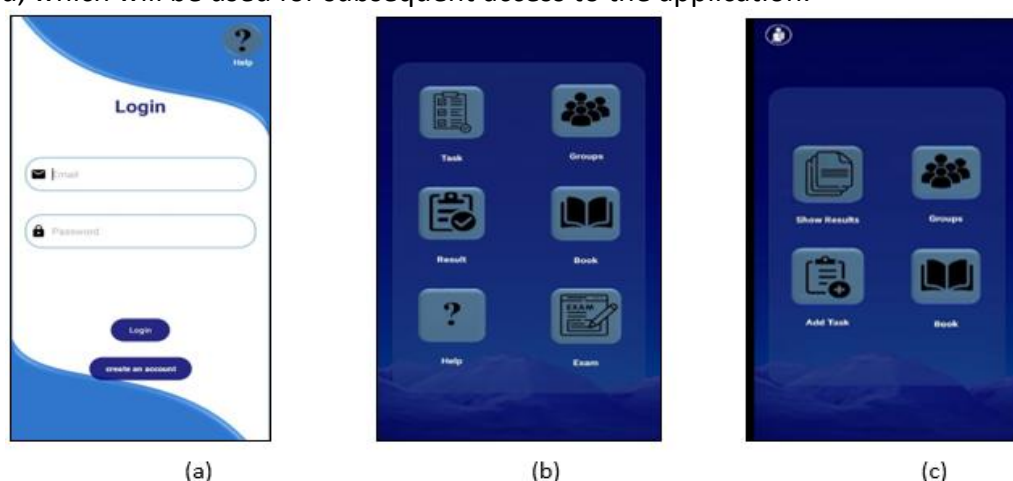 which will be used for subsequent access to the application.
?
Help
Login
Email
Password
Login
create an account
Task
Groups
Result
Book
?
Help
EXAM
Exam
Show Results
Groups
Add Task
Book
(a)
(b)
(c)